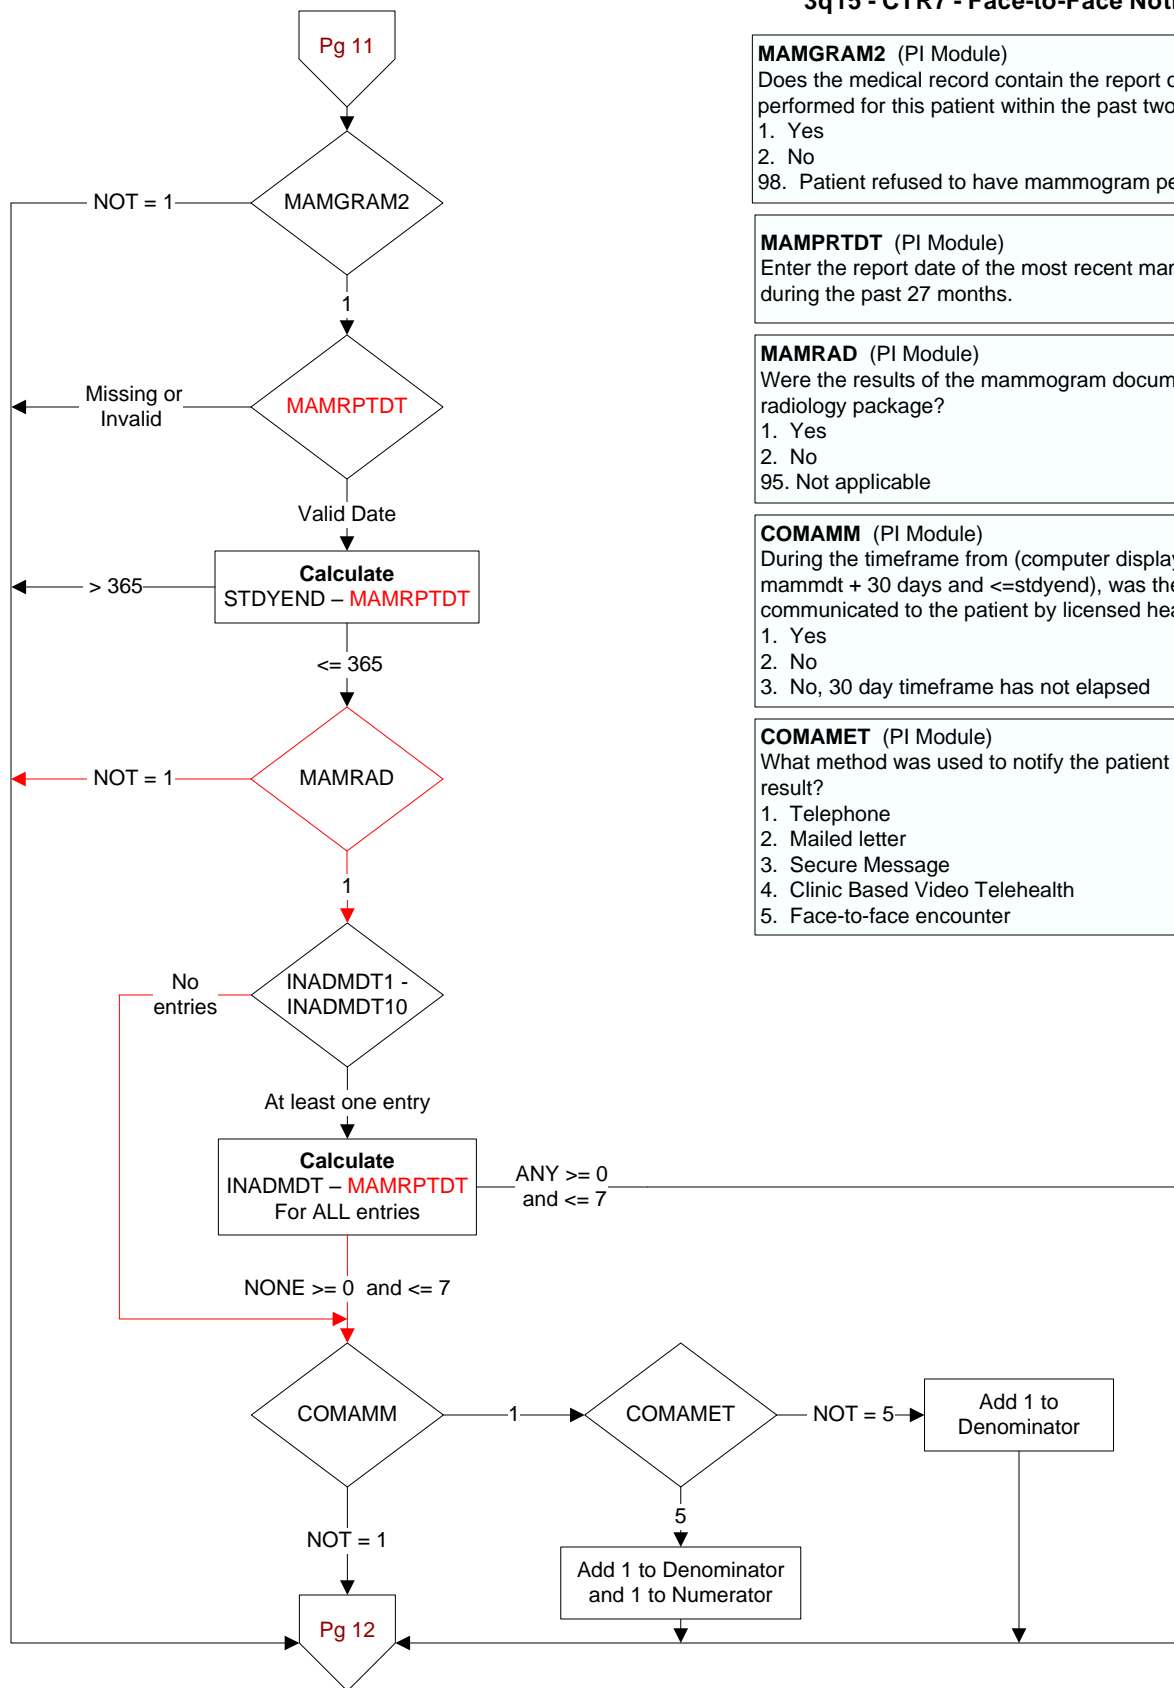 3q15 - CTR7 - Face-to-Face
Pg 11
MAMGRAM2 (PI Module)
Does the medical record contain the report
performed for this patient within the past two
1. Yes
2. No
98. Patient refused to have mammogram
NOT = 1
MAMGRAM2
1
MAMPRTDT (PI Module)
Enter the report date of the most recent
during the past 27 months.
Missing or
Invalid
MAMRPTDT
MAMRAD (PI Module)
Were the results of the mammogram
radiology package?
1. Yes
2. No
95. Not applicable
Valid Date
Calculate
STDYEND – MAMRPTDT
> 365
<= 365
COMAMM (PI Module)
During the timeframe from (computer display
mammdt + 30 days and <=stdyend), was the
communicated to the patient by licensed
1. Yes
2. No
3. No, 30 day timeframe has not elapsed
NOT = 1
MAMRAD
1
COMAMET (PI Module)
What method was used to notify the patient
result?
1. Telephone
2. Mailed letter
3. Secure Message
4. Clinic Based Video Telehealth
5. Face-to-face encounter
No
entries
INADMDT1 -
INADMDT10
At least one entry
Calculate
INADMDT – MAMRPTDT
For ALL entries
ANY >= 0
and <= 7
NONE >= 0 and <= 7
COMAMM
1
COMAMET
NOT = 5
Add 1 to
Denominator
NOT = 1
5
Add 1 to Denominator
and 1 to Numerator
Pg 12